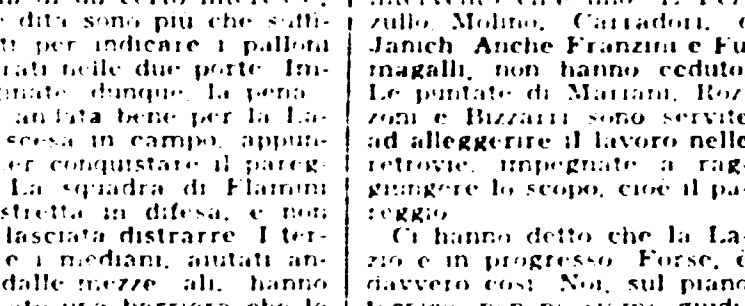 dita sono più che suffi-
ti per indicare i palloni
rati nelle due porte Im-
dunque, la pena
andata bene per la La-
scesa in campo, appun-
er conquistare il pareg-
La squadra di Flamini
stretta in difesa, e non
lasciata distrarre I ter-
e i mediani, aiutati an-
dalle mezze ali, hanno
barriera che la
zullo, Molino, Carradori, e
Janich Anche Franzini e Fu
magalli, non hanno ceduto
Le puntate di Mariani, Roz
zoni e Bizzarri sono servite
ad alleggerire il lavoro nelle
retrovie, impegnate a rag
giungere lo scopo, cioè il pa-
reggio
Ci hanno detto che la La-
zio è in progresso Forse, è
davvero così Noi, sul piano